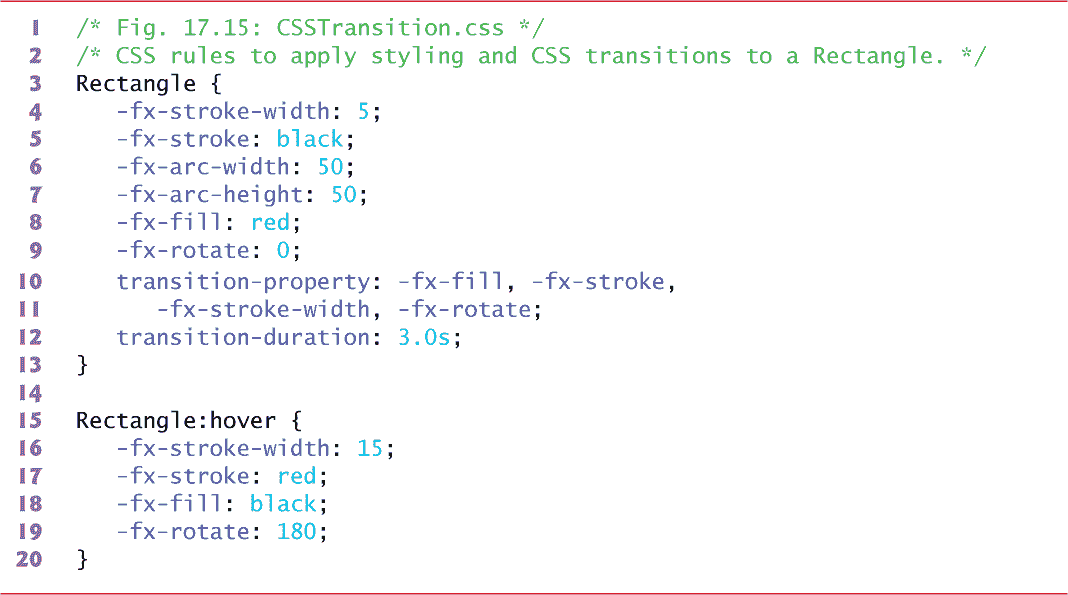 1 /* Fig. 17.15: CSSTransition.css */
2 /* CSS rules to apply styling and CSS transitions to a Rectangle. */
3 Rectangle {
4 -fx-stroke-width: 5;
5 -fx-stroke: black;
6 -fx-arc-width: 50;
7 -fx-arc-height: 50;
8 -fx-fill: red;
9 -fx-rotate: 0;
10 transition-property: -fx-fill, -fx-stroke,
11 -fx-stroke-width, -fx-rotate;
12 transition-duration: 3.0s;
13 }
14
15 Rectangle:hover {
16 -fx-stroke-width: 15;
17 -fx-stroke: red;
18 -fx-fill: black;
19 -fx-rotate: 180;
20 }